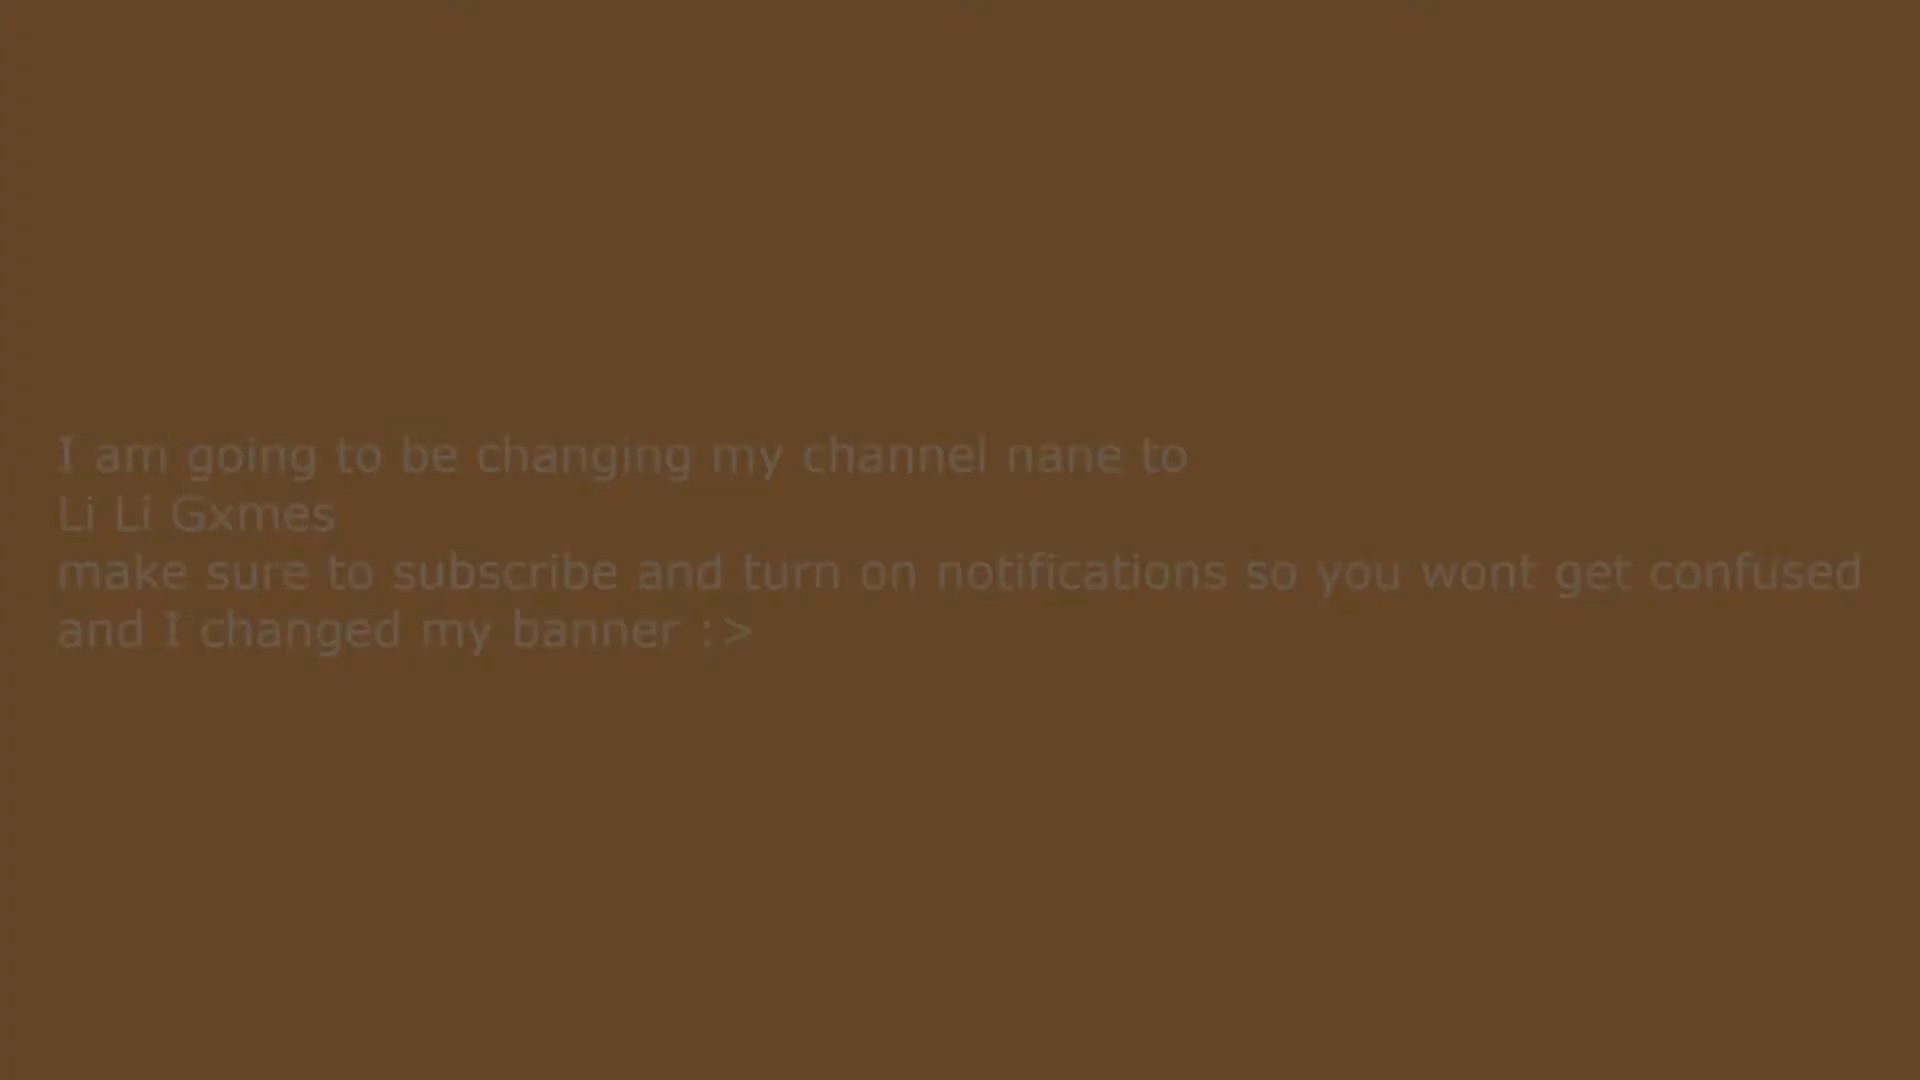 I am going to be changing my channel nane to
Li Li Gxmes
make sure to subscribe and turn on notifications so you wont get confused
and I changed my banner :>